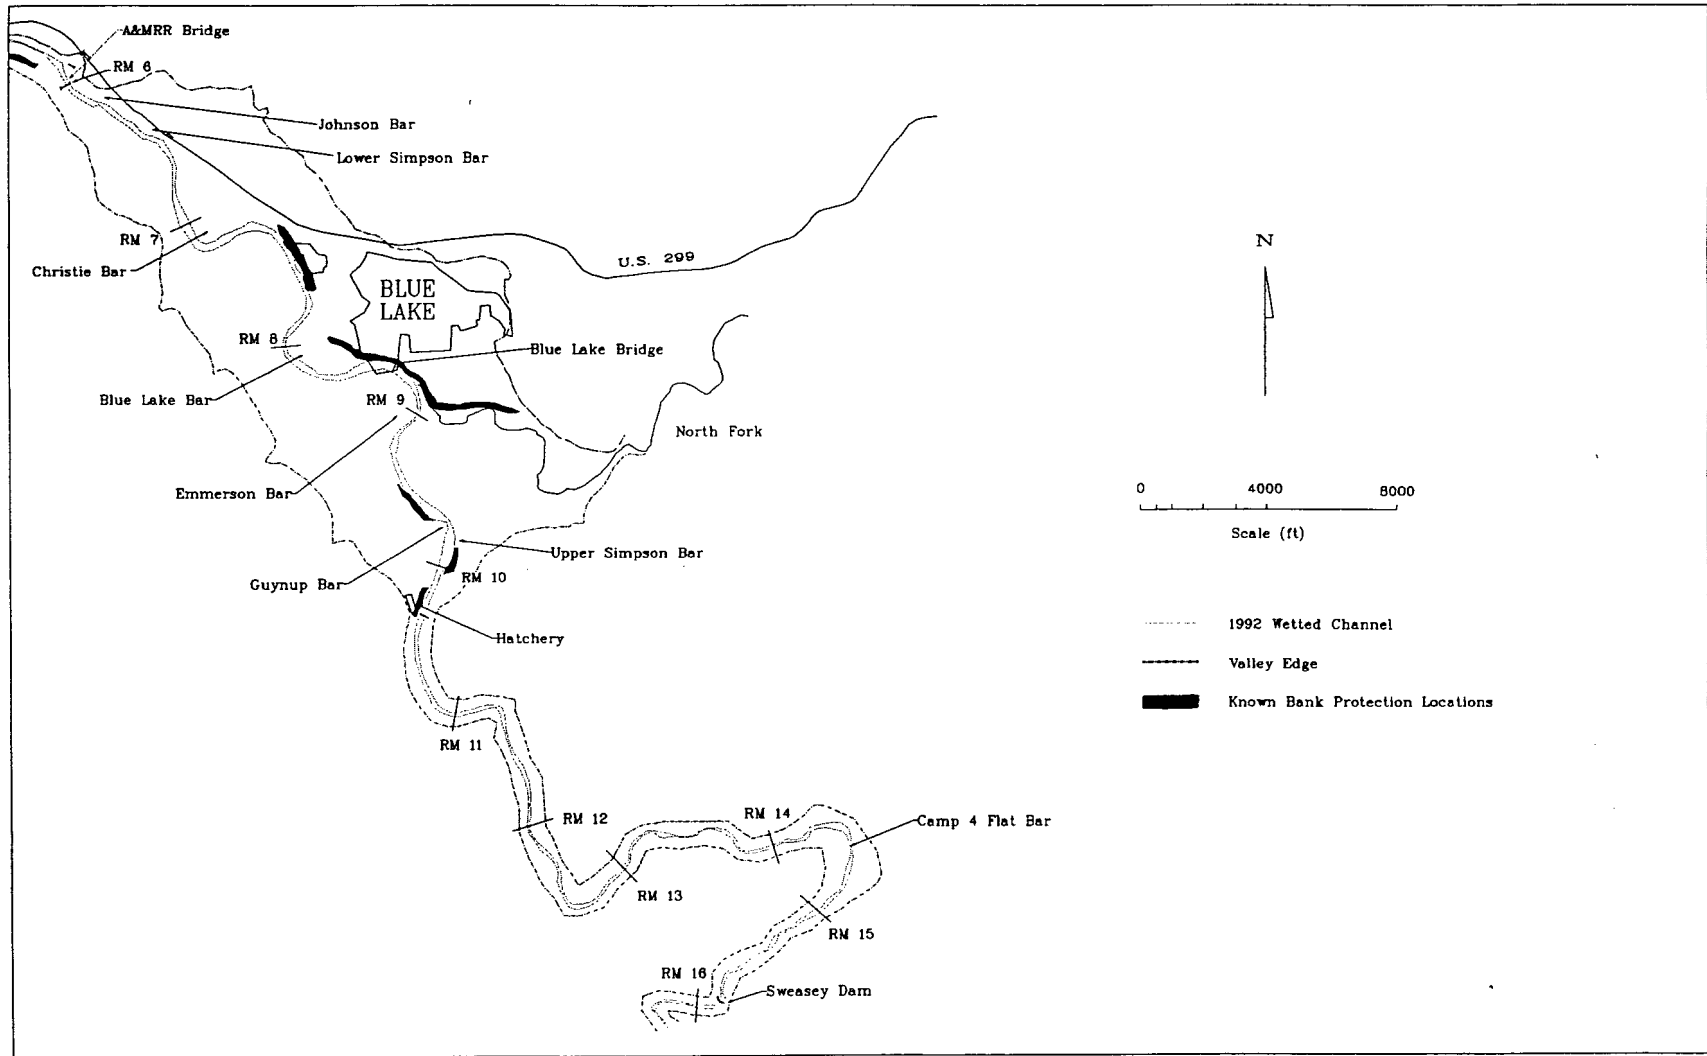 A&MRR Bridge
RM 6
Johnson Bar
Lower Simpson Bar
RM 7
Christie Bar
U.S. 299
N
BLUE
LAKE
RM 8
Blue Lake Bridge
Blue Lake Bar
RM 9
North Fork
Emmerson Bar
0 4000 8000
Scale (ft)
Upper Simpson Bar
RM 10
Guynup Bar
Hatchery
1992 Wetted Channel
Valley Edge
Known Bank Protection Locations
RM 11
RM 12
RM 14
Camp 4 Flat Bar
RM 13
RM 15
RM 16
Sweasey Dam